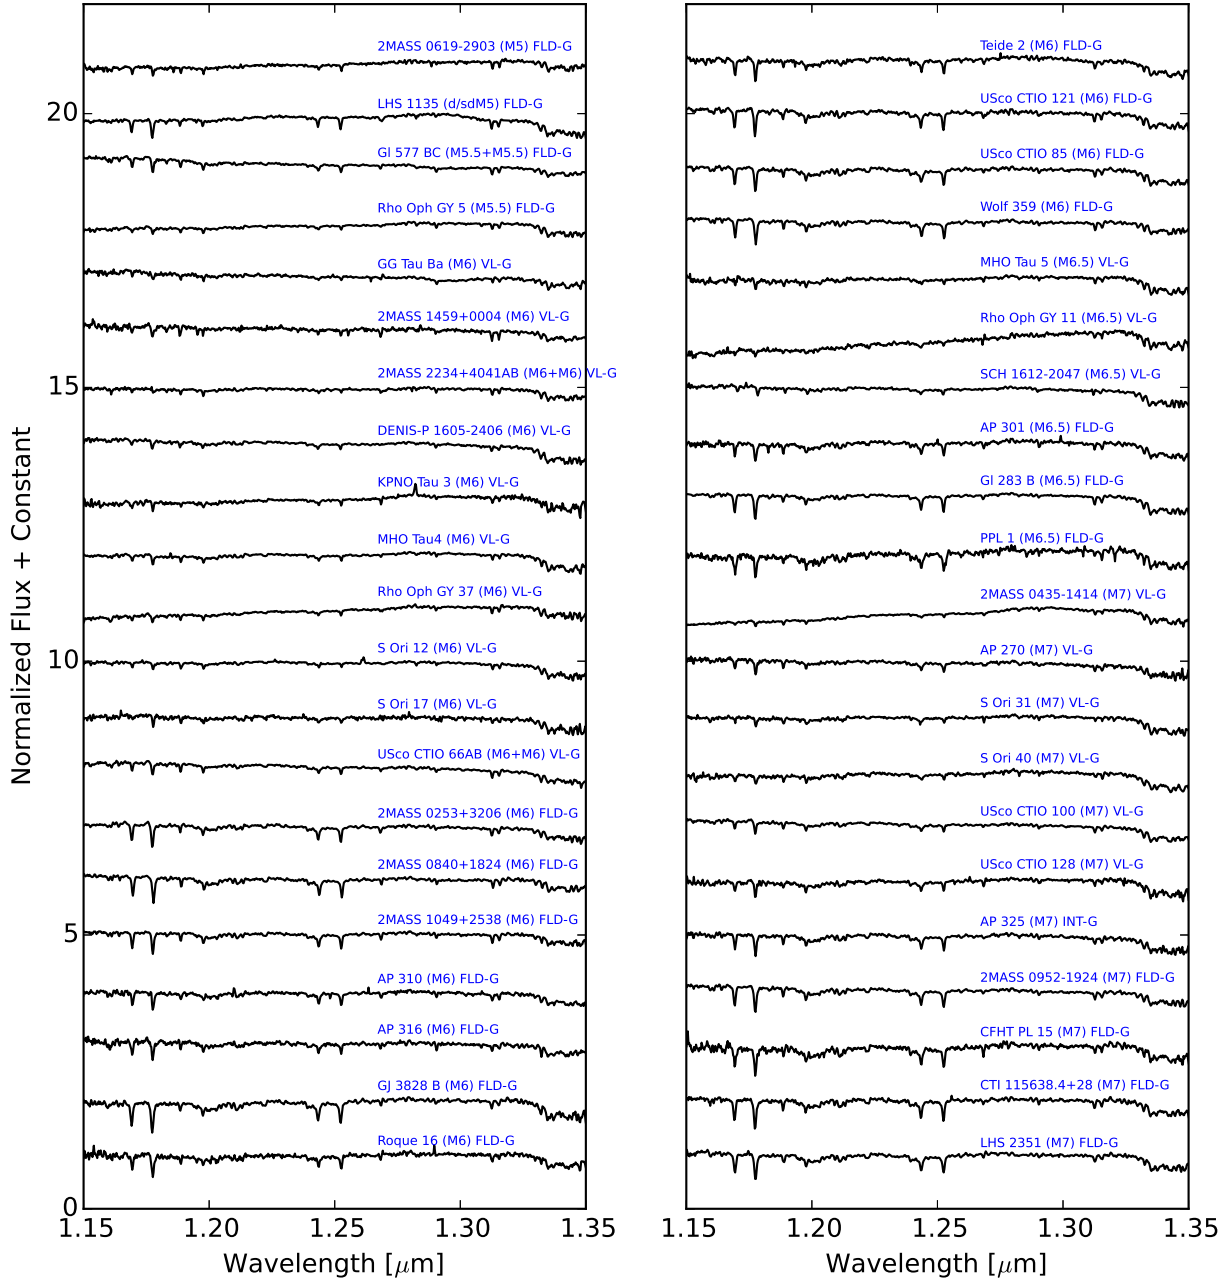 2MASS 0619-2903 (M5) FLD-G
LHS 1135 (d/sdM5) FLD-G
Gl 577 BC (M5.5+M5.5) FLD-G
Rho Oph GY 5 (M5.5) FLD-G
GG Tau Ba (M6) VL-G
2MASS 1459+0004 (M6) VL-G
2MASS 2234+4041AB (M6+M6) VL-G
DENIS-P 1605-2406 (M6) VL-G
KPNO Tau 3 (M6) VL-G
MHO Tau4 (M6) VL-G
Rho Oph GY 37 (M6) VL-G
S Ori 12 (M6) VL-G
S Ori 17 (M6) VL-G
USco CTIO 66AB (M6+M6) VL-G
2MASS 0253+3206 (M6) FLD-G
2MASS 0840+1824 (M6) FLD-G
2MASS 1049+2538 (M6) FLD-G
AP 310 (M6) FLD-G
AP 316 (M6) FLD-G
GJ 3828 B (M6) FLD-G
Roque 16 (M6) FLD-G
20
15
10
5
0
1.15 1.20 1.25 1.30 1.35
Wavelength [μm]
Normalized Flux + Constant
Teide 2 (M6) FLD-G
USco CTIO 121 (M6) FLD-G
USco CTIO 85 (M6) FLD-G
Wolf 359 (M6) FLD-G
MHO Tau 5 (M6.5) VL-G
Rho Oph GY 11 (M6.5) VL-G
SCH 1612-2047 (M6.5) VL-G
AP 301 (M6.5) FLD-G
Gl 283 B (M6.5) FLD-G
PPL 1 (M6.5) FLD-G
2MASS 0435-1414 (M7) VL-G
AP 270 (M7) VL-G
S Ori 31 (M7) VL-G
S Ori 40 (M7) VL-G
USco CTIO 100 (M7) VL-G
USco CTIO 128 (M7) VL-G
AP 325 (M7) INT-G
2MASS 0952-1924 (M7) FLD-G
CFHT PL 15 (M7) FLD-G
CTI 115638.4+28 (M7) FLD-G
LHS 2351 (M7) FLD-G
1.15 1.20 1.25 1.30 1.35
Wavelength [μm]